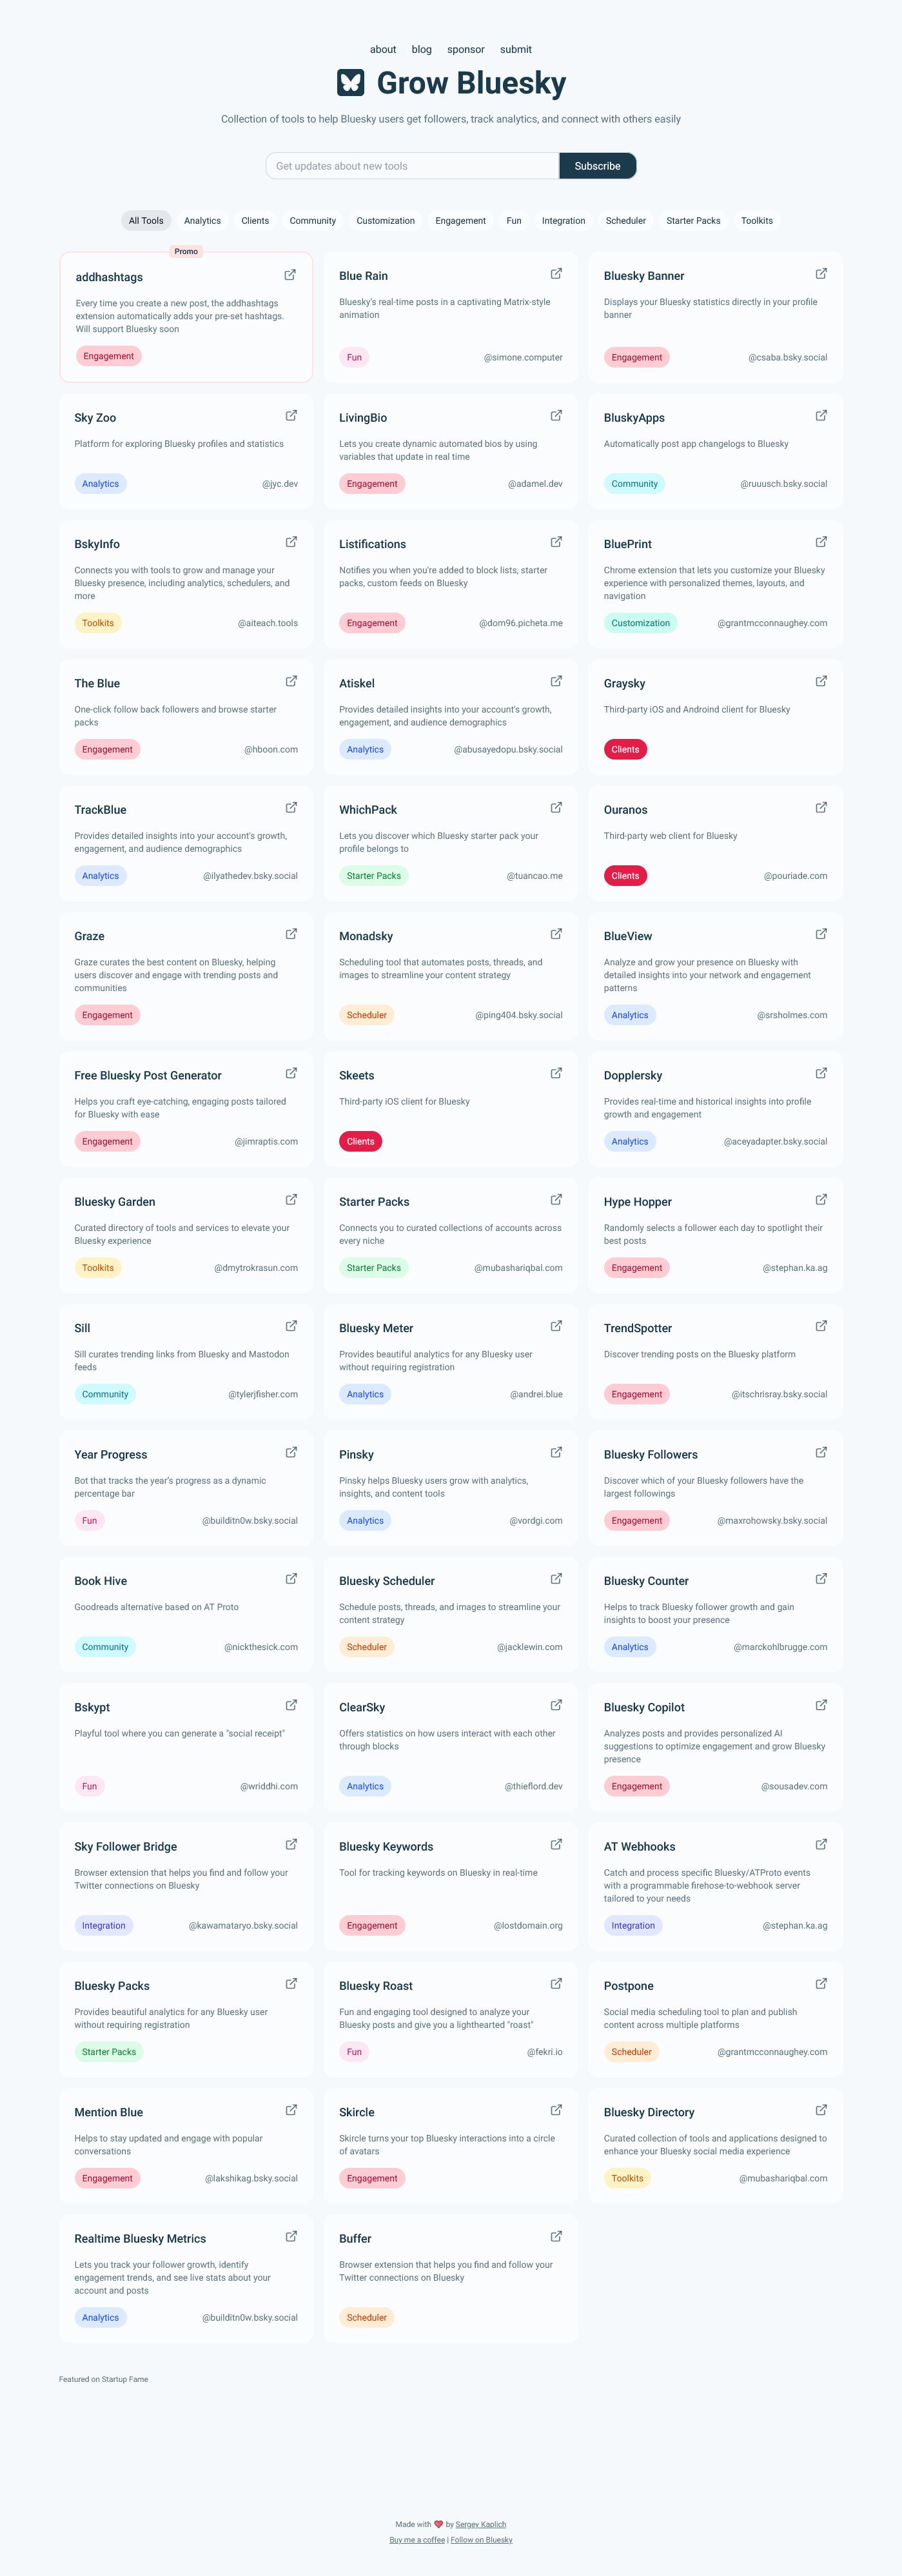 about blog sponsor submit
Grow Bluesky
Collection of tools to help Bluesky users get followers, track analytics, and connect with others easily
Get updates about new tools Subscribe
All Tools Analytics Clients Community Customization Engagement Fun Integration Scheduler Starter Packs Toolkits
Promo
addhashtags
Every time you create a new post, the addhashtags
extension automatically adds your pre-set hashtags.
Will support Bluesky soon
Engagement
Blue Rain
Bluesky's real-time posts in a captivating Matrix-style
animation
Fun @simone.computer
Bluesky Banner
Displays your Bluesky statistics directly in your profile
banner
Engagement @csaba.bsky.social
Sky Zoo
Platform for exploring Bluesky profiles and statistics
Analytics @jyc.dev
LivingBio
Lets you create dynamic automated bios by using
variables that update in real time
Engagement @adamel.dev
BluskyApps
Automatically post app changelogs to Bluesky
Community @ruuusch.bsky.social
BskyInfo
Connects you with tools to grow and manage your
Bluesky presence, including analytics, schedulers, and
more
Toolkits @aiteach.tools
Listifications
Notifies you when you're added to block lists, starter
packs, custom feeds on Bluesky
Engagement @dom96.picheta.me
BluePrint
Chrome extension that lets you customize your Bluesky
experience with personalized themes, layouts, and
navigation
Customization @grantmcconnaughey.com
The Blue
One-click follow back followers and browse starter
packs
Engagement @hboon.com
Atiskel
Provides detailed insights into your account's growth,
engagement, and audience demographics
Analytics @abusayedopu.bsky.social
Graysky
Third-party iOS and Androind client for Bluesky
Clients
TrackBlue
Provides detailed insights into your account's growth,
engagement, and audience demographics
Analytics @ilyathedev.bsky.social
WhichPack
Lets you discover which Bluesky starter pack your
profile belongs to
Starter Packs @tuancao.me
Ouranos
Third-party web client for Bluesky
Clients @pouriade.com
Graze
Graze curates the best content on Bluesky, helping
users discover and engage with trending posts and
communities
Engagement
Monadsky
Scheduling tool that automates posts, threads, and
images to streamline your content strategy
Scheduler @ping404.bsky.social
BlueView
Analyze and grow your presence on Bluesky with
detailed insights into your network and engagement
patterns
Analytics @srsholmes.com
Free Bluesky Post Generator
Helps you craft eye-catching, engaging posts tailored
for Bluesky with ease
Engagement @jimraptis.com
Skeets
Third-party iOS client for Bluesky
Clients
Dopplersky
Provides real-time and historical insights into profile
growth and engagement
Analytics @aceyadapter.bsky.social
Bluesky Garden
Curated directory of tools and services to elevate your
Bluesky experience
Toolkits @dmytrokrasun.com
Starter Packs
Connects you to curated collections of accounts across
every niche
Starter Packs @mubashariqbal.com
Hype Hopper
Randomly selects a follower each day to spotlight their
best posts
Engagement @stephan.ka.ag
Sill
Sill curates trending links from Bluesky and Mastodon
feeds
Community @tylerjfisher.com
Bluesky Meter
Provides beautiful analytics for any Bluesky user
without requiring registration
Analytics @andrei.blue
TrendSpotter
Discover trending posts on the Bluesky platform
Engagement @itschrisray.bsky.social
Year Progress
Bot that tracks the year's progress as a dynamic
percentage bar
Fun @builditn0w.bsky.social
Pinsky
Pinsky helps Bluesky users grow with analytics,
insights, and content tools
Analytics @vordgi.com
Bluesky Followers
Discover which of your Bluesky followers have the
largest followings
Engagement @maxrohowsky.bsky.social
Book Hive
Goodreads alternative based on AT Proto
Community @nickthesick.com
Bluesky Scheduler
Schedule posts, threads, and images to streamline your
content strategy
Scheduler @jacklewin.com
Bluesky Counter
Helps to track Bluesky follower growth and gain
insights to boost your presence
Analytics @marckohlbrugge.com
Bskypt
Playful tool where you can generate a "social receipt"
Fun @wriddhi.com
ClearSky
Offers statistics on how users interact with each other
through blocks
Analytics @thieflord.dev
Bluesky Copilot
Analyzes posts and provides personalized AI
suggestions to optimize engagement and grow Bluesky
presence
Engagement @sousadev.com
Sky Follower Bridge
Browser extension that helps you find and follow your
Twitter connections on Bluesky
Integration @kawamataryo.bsky.social
Bluesky Keywords
Tool for tracking keywords on Bluesky in real-time
Engagement @lostdomain.org
AT Webhooks
Catch and process specific Bluesky/ATProto events
with a programmable firehose-to-webhook server
tailored to your needs
Integration @stephan.ka.ag
Bluesky Packs
Provides beautiful analytics for any Bluesky user
without requiring registration
Starter Packs
Bluesky Roast
Fun and engaging tool designed to analyze your
Bluesky posts and give you a lighthearted "roast"
Fun @fekri.io
Postpone
Social media scheduling tool to plan and publish
content across multiple platforms
Scheduler @grantmcconnaughey.com
Mention Blue
Helps to stay updated and engage with popular
conversations
Engagement @lakshikag.bsky.social
Skircle
Skircle turns your top Bluesky interactions into a circle
of avatars
Engagement
Bluesky Directory
Curated collection of tools and applications designed to
enhance your Bluesky social media experience
Toolkits @mubashariqbal.com
Realtime Bluesky Metrics
Lets you track your follower growth, identify
engagement trends, and see live stats about your
account and posts
Analytics @builditn0w.bsky.social
Buffer
Browser extension that helps you find and follow your
Twitter connections on Bluesky
Scheduler
Featured on Startup Fame
Made with ❤️ by Sergey Kaplich
Buy me a coffee | Follow on Bluesky